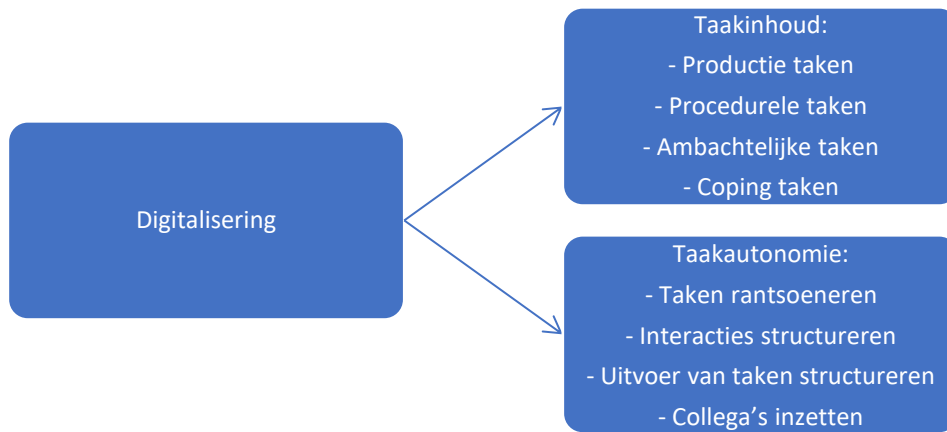 Digitalisering
Taakinhoud:
- Productie taken
- Procedurele taken
- Ambachtelijke taken
- Coping taken
Taakautonomie:
- Taken rantsoeneren
- Interacties structureren
- Uitvoer van taken structureren
- Collega’s inzetten